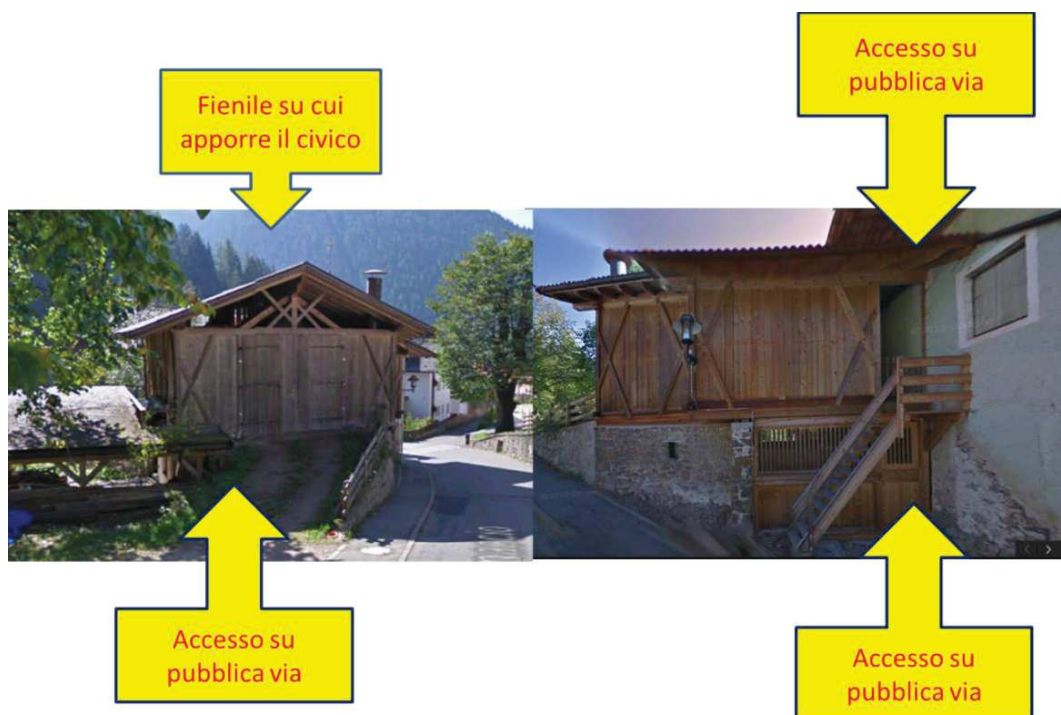 Fienile su cui
apporre il civico
Accesso su
pubblica via
Accesso su
pubblica via
Accesso su
pubblica via